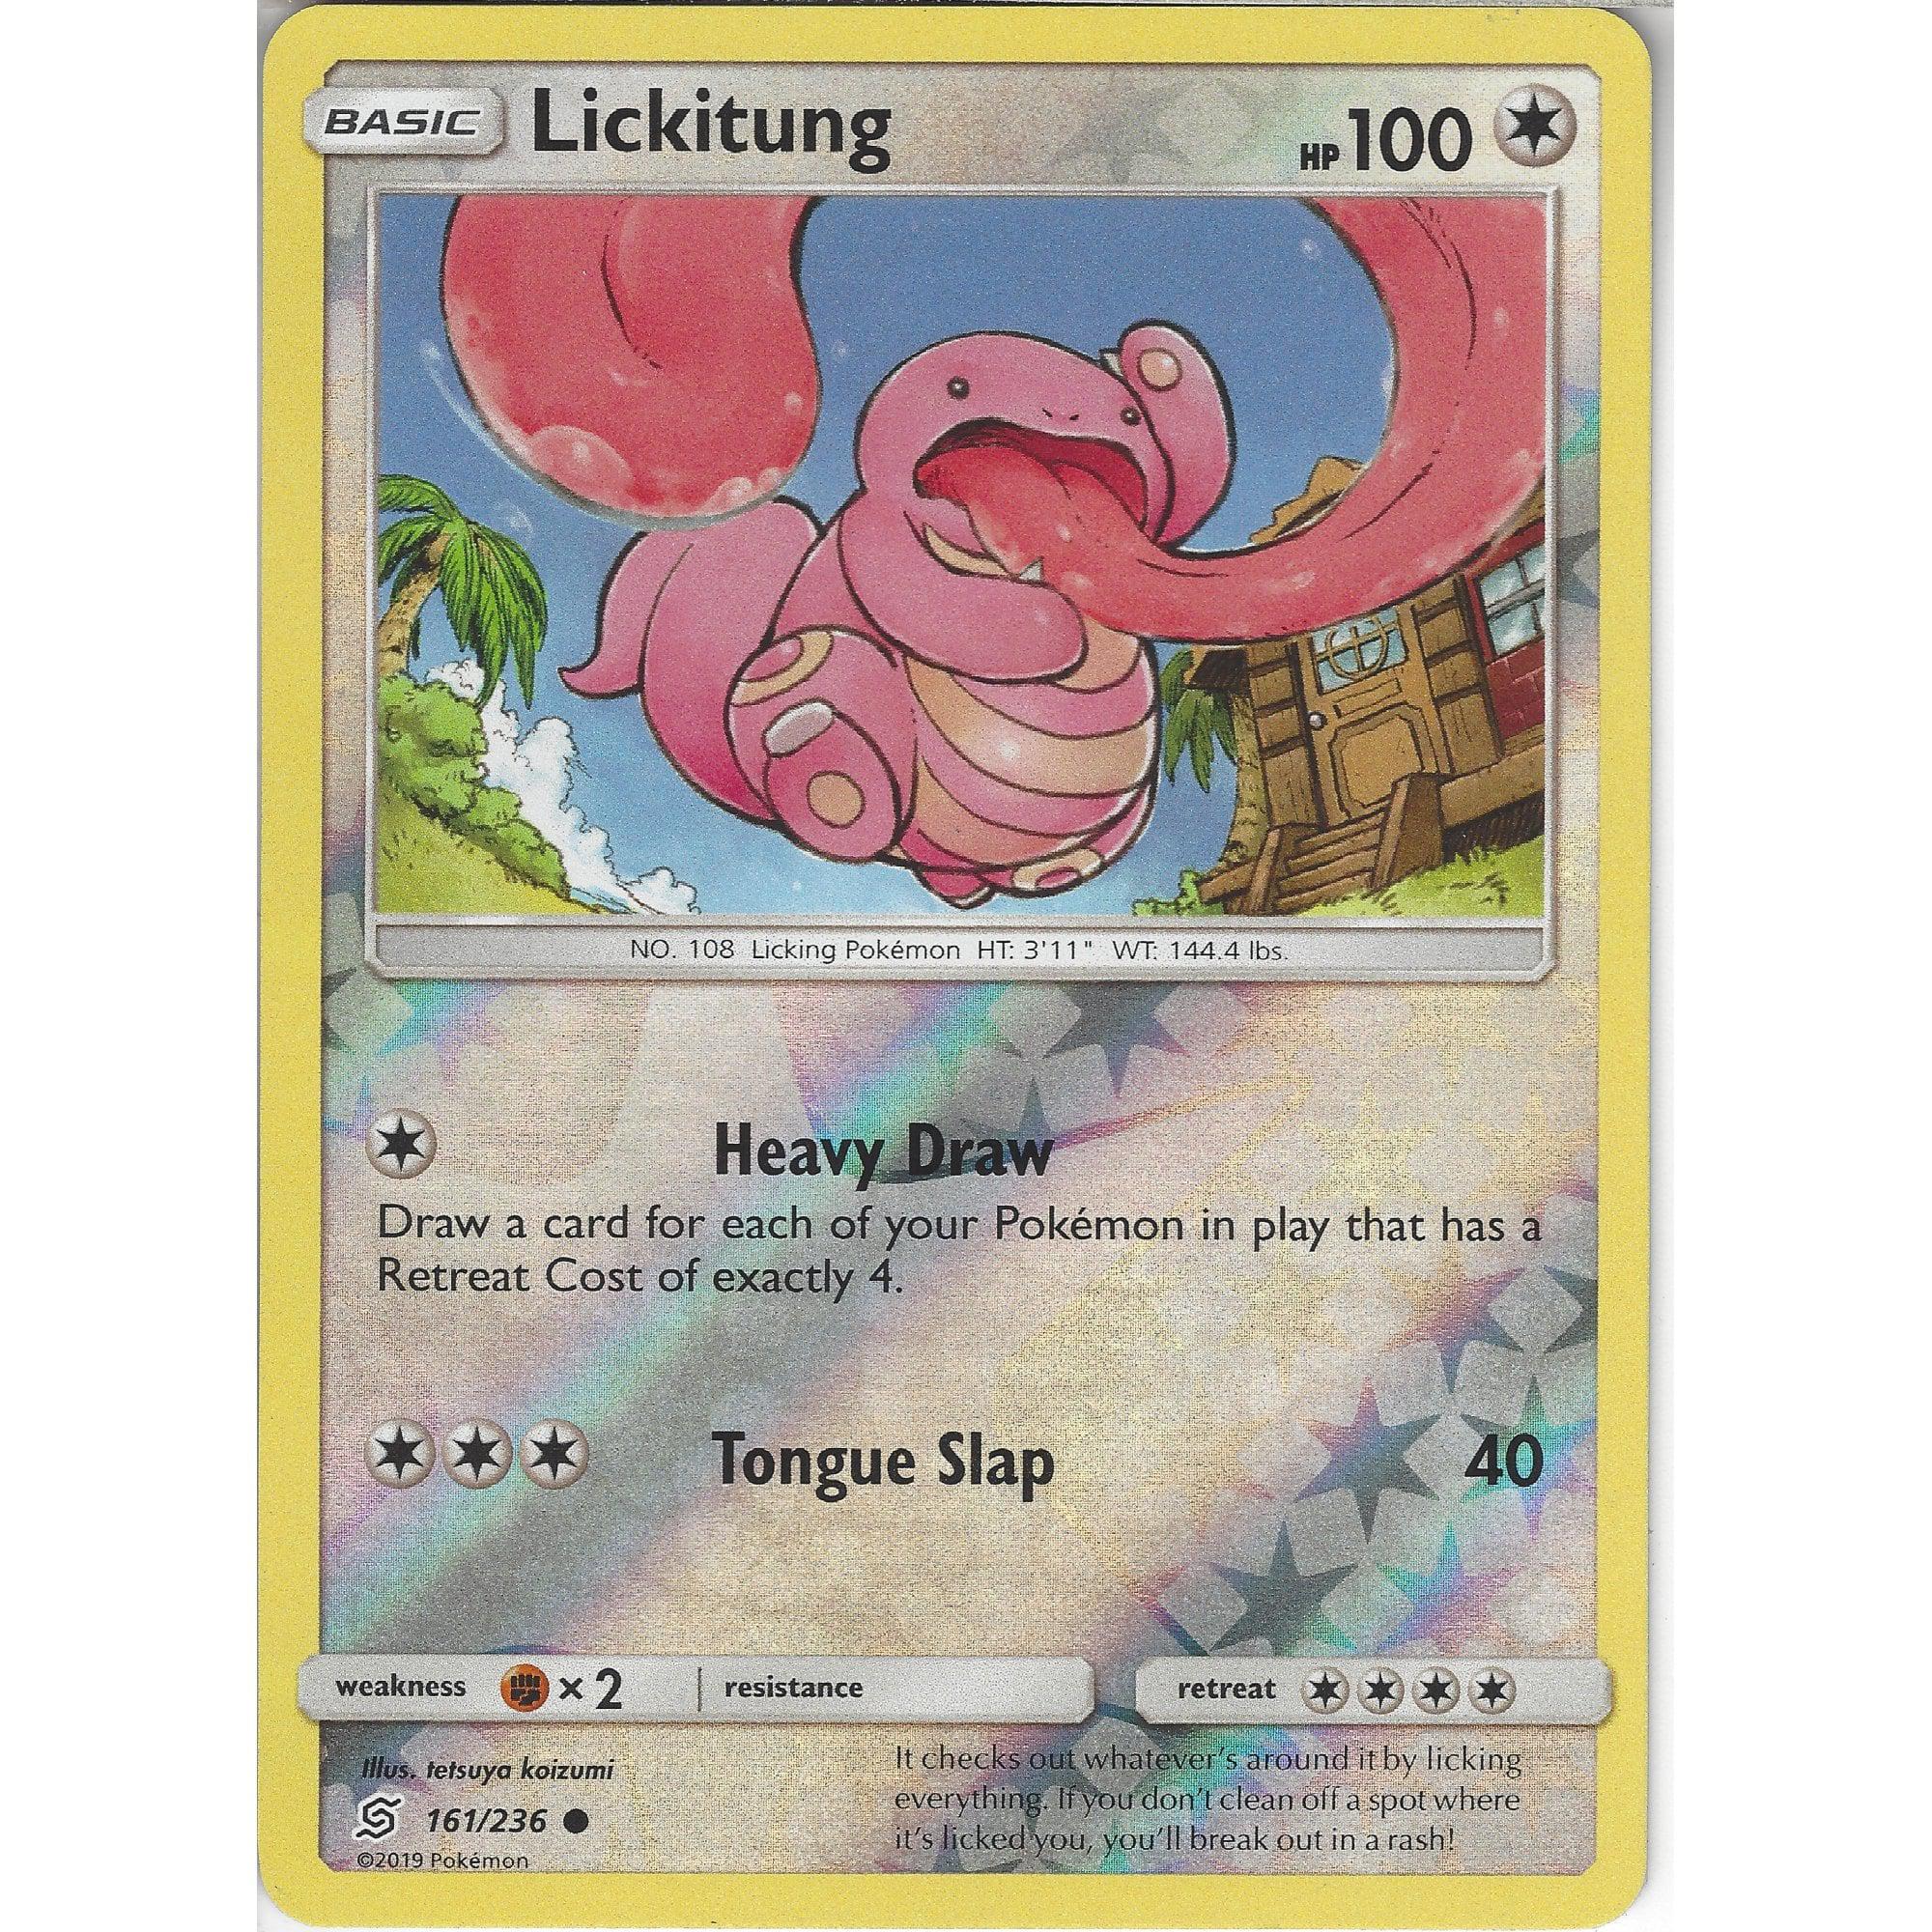 BASIC Lickitung HP 100
NO. 108 Licking Pokémon HT: 3'11" WT: 144.4 lbs.
Heavy Draw
Draw a card for each of your Pokémon in play that has a
Retreat Cost of exactly 4.
Tongue Slap 40
weakness × 2 resistance retreat
Illus. tetsuya koizumi
161/236
©2019 Pokémon
It checks out whatever's around it by licking
everything. If you don't clean off a spot where
it's licked you, you'll break out in a rash!